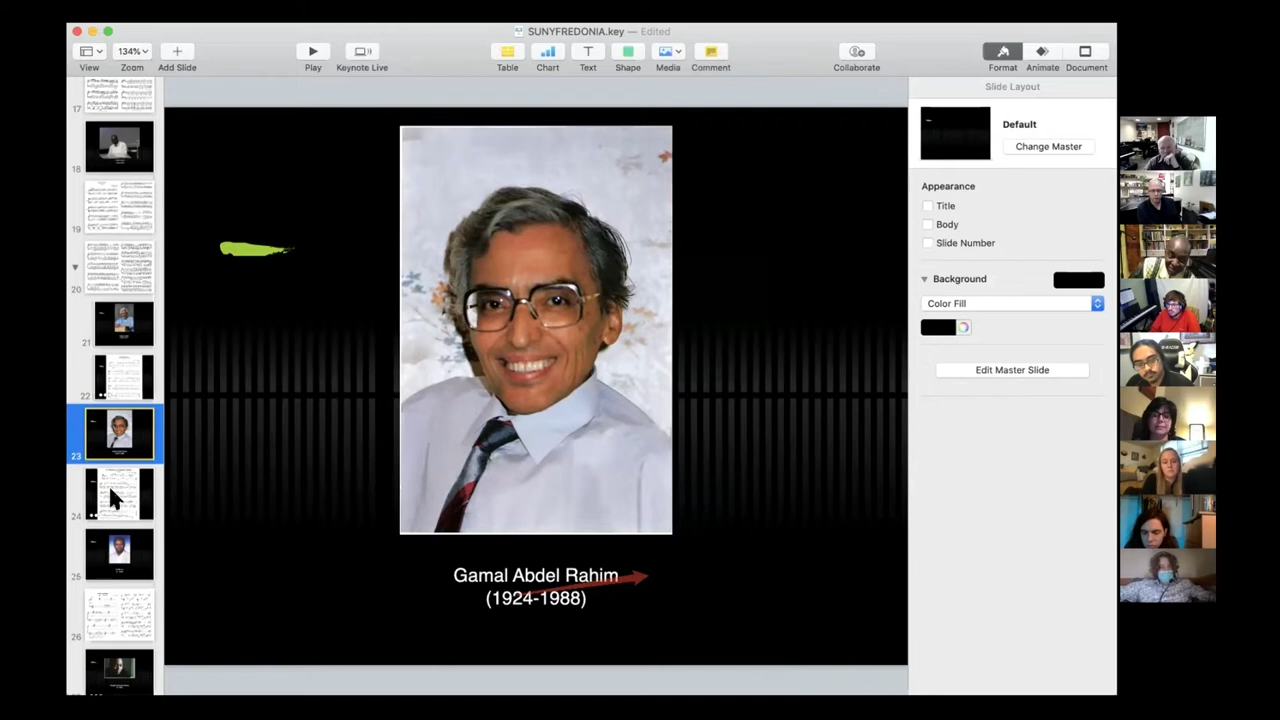 SUNYFREDONIA.key — Edited
134%
View
Zoom
Add Slide
Play
Keynote Live
Table
Chart
Text
Shape
Media
Comment
Collaborate
Format
Animate
Document
17
18
19
20
21
22
23
24
25
26
Gamal Abdel Rahim
(1924-1988)
Slide Layout
Default
Change Master
Appearance
Title
Body
Slide Number
Background
Color Fill
Edit Master Slide